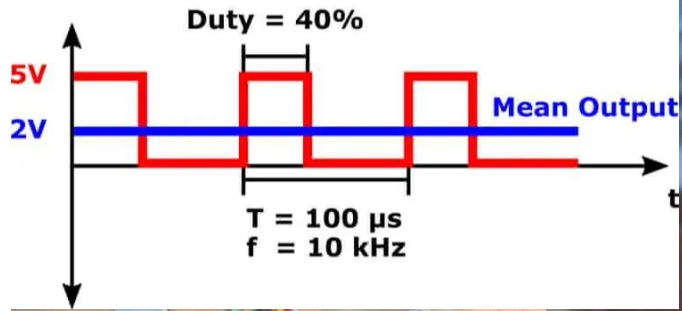 Duty = 40%
5V
Mean Output
2V
t
T = 100 µs
f = 10 kHz